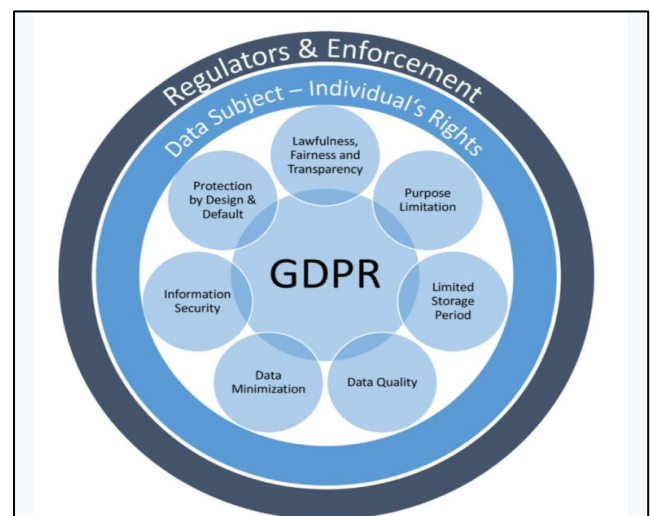 Regulators & Enforcement
Data Subject – Individual‘s Rights
Lawfulness,
Fairness and
Transparency
Protection
by Design &
Default
Purpose
Limitation
GDPR
Information
Security
Limited
Storage
Period
Data
Minimization
Data Quality